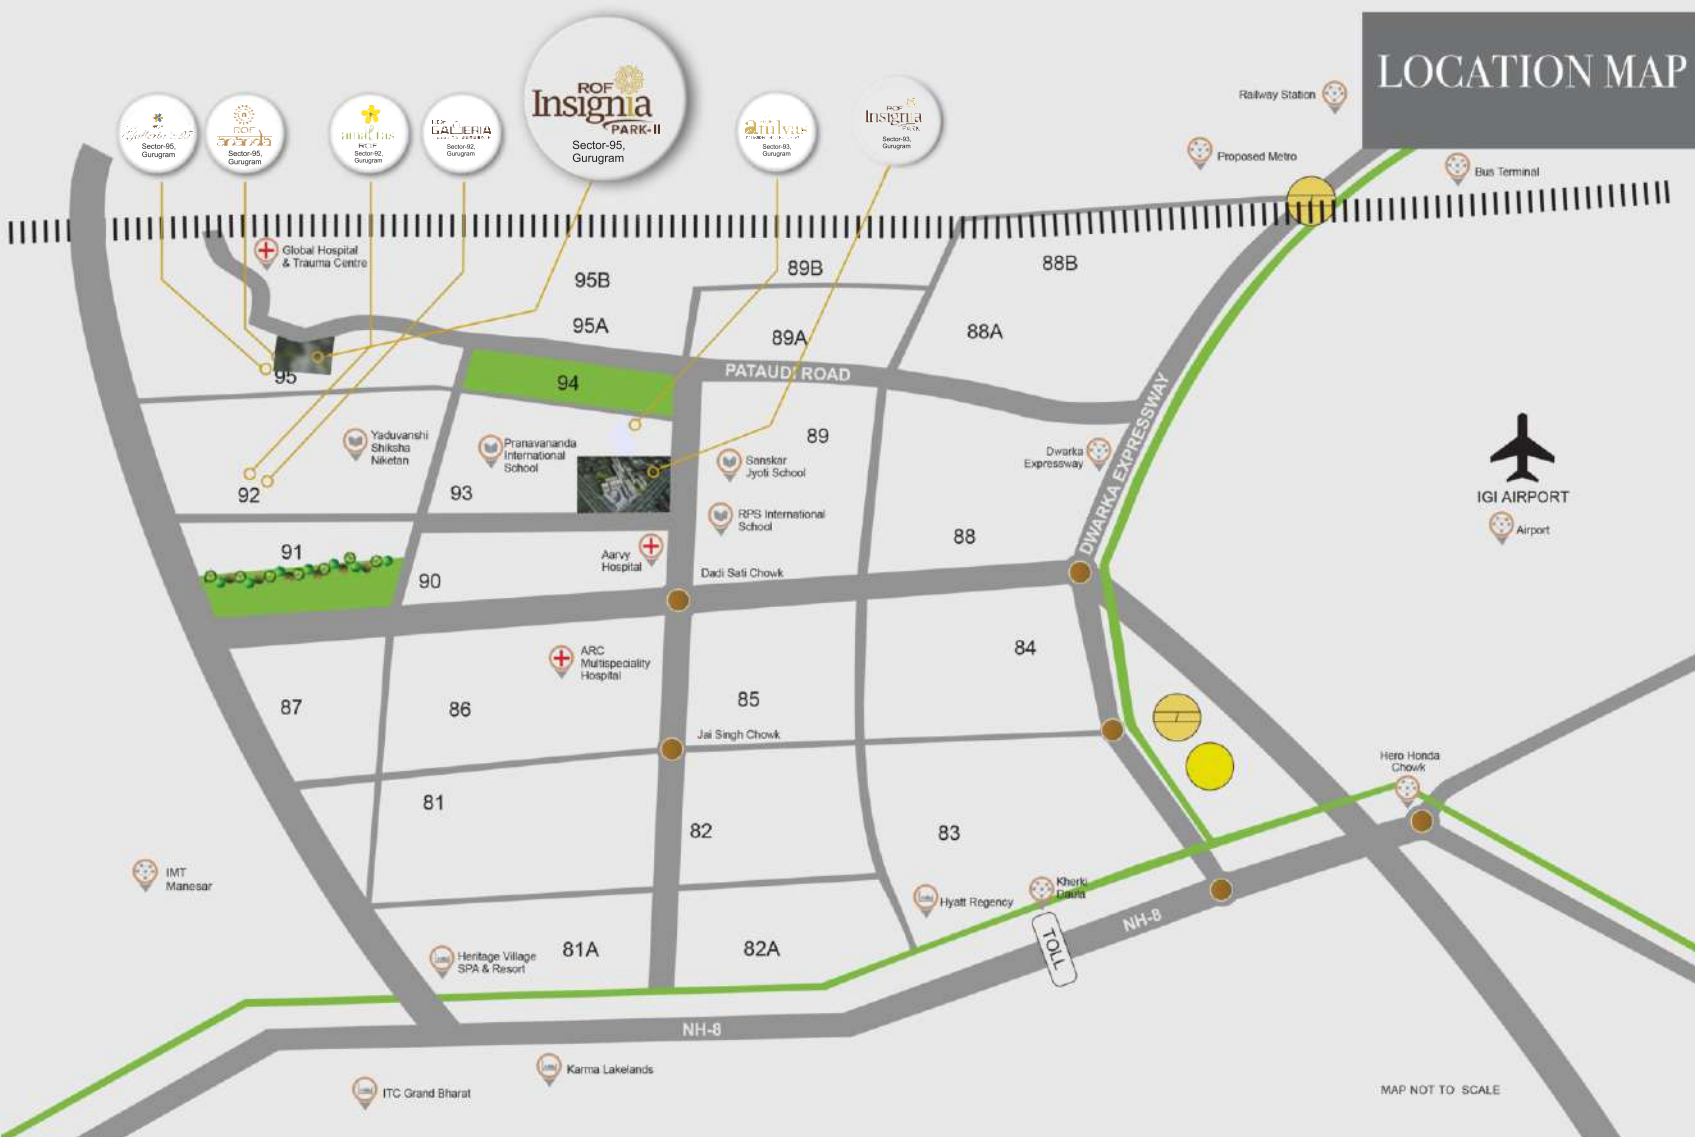 LOCATION MAP
Railway Station
Proposed Metro
Bus Terminal
Sector-95,
Gurugram
ROF
ananda
Sector-95,
Gurugram
amaltas
ROF
Sector-92,
Gurugram
GALLERIA
Sector-92,
Gurugram
ROF
Insignia
PARK-II
Sector-95,
Gurugram
Sector-93,
Gurugram
ROF
Insignia
PARK
Sector-93,
Gurugram
Global Hospital
& Trauma Centre
95B
89B
88B
95A
89A
88A
PATAUDI ROAD
95
94
DWARKA EXPRESSWAY
Yaduvanshi
Shiksha
Niketan
Pranavananda
International
School
89
Sanskar
Jyoti School
Dwarka
Expressway
IGI AIRPORT
Airport
92
93
RPS International
School
91
90
Aarvy
Hospital
88
Dadi Sati Chowk
ARC
Multispeciality
Hospital
84
87
86
85
Jai Singh Chowk
81
82
83
Hero Honda
Chowk
IMT
Manesar
Hyatt Regency
Kherki
Daula
TOLL
NH-8
Heritage Village
SPA & Resort
81A
82A
NH-8
Karma Lakelands
ITC Grand Bharat
MAP NOT TO SCALE